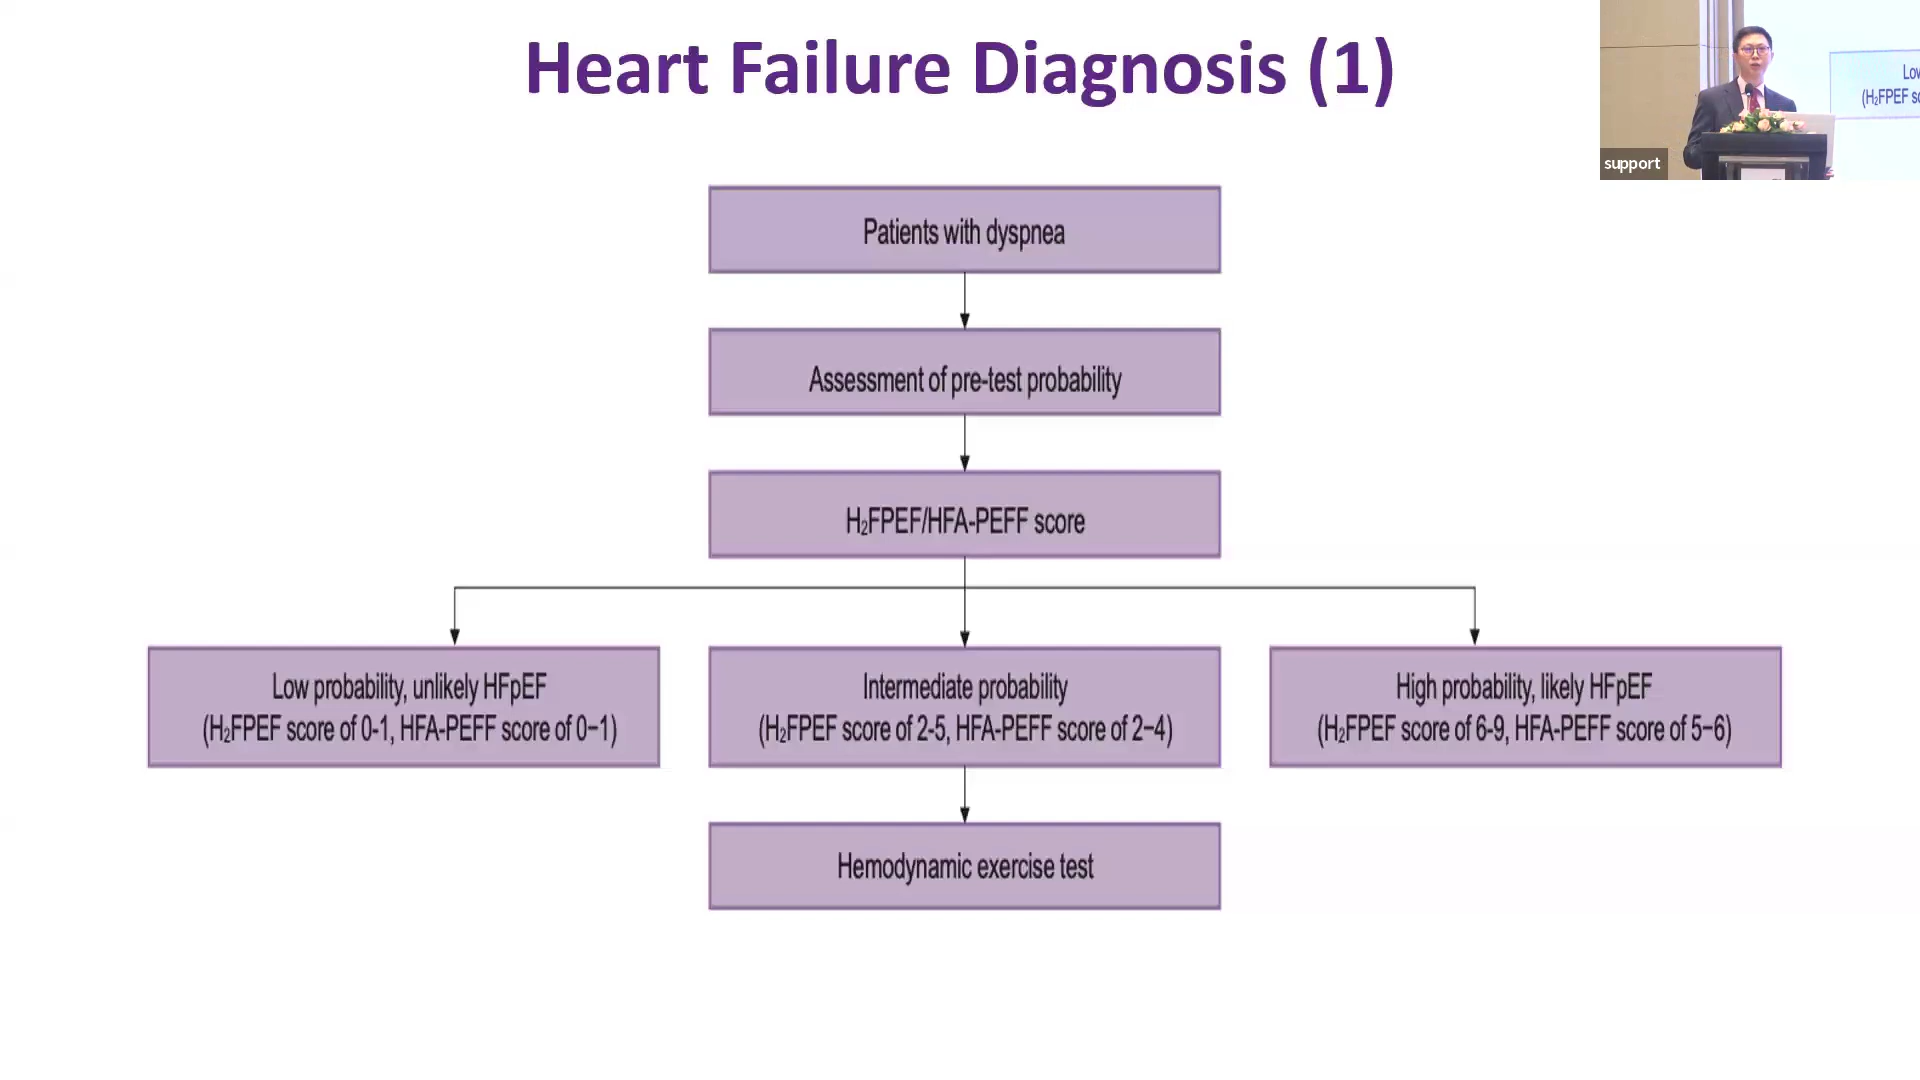 Heart Failure Diagnosis (1)
Low
(H₂FPEF sc
support
Patients with dyspnea
Assessment of pre-test probability
H₂FPEF/HFA-PEFF score
Low probability, unlikely HFpEF
(H₂FPEF score of 0-1, HFA-PEFF score of 0–1)
Intermediate probability
(H₂FPEF score of 2-5, HFA-PEFF score of 2–4)
High probability, likely HFpEF
(H₂FPEF score of 6-9, HFA-PEFF score of 5–6)
Hemodynamic exercise test